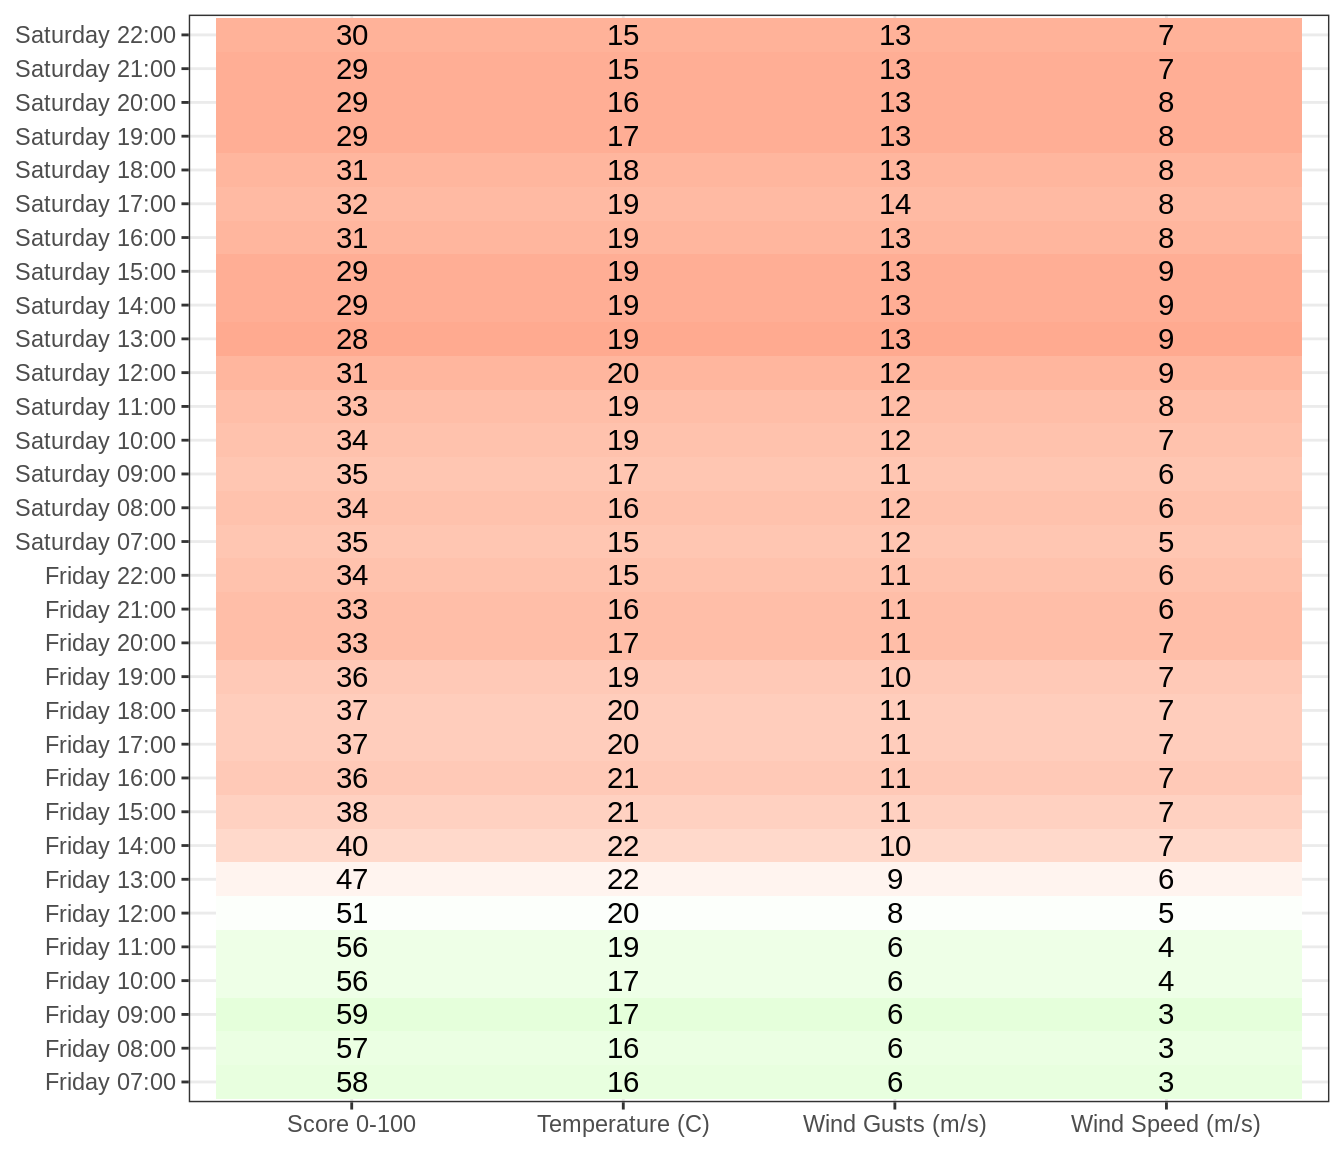 Saturday 22:00 30 15 13 7
Saturday 21:00 29 15 13 7
Saturday 20:00 29 16 13 8
Saturday 19:00 29 17 13 8
Saturday 18:00 31 18 13 8
Saturday 17:00 32 19 14 8
Saturday 16:00 31 19 13 8
Saturday 15:00 29 19 13 9
Saturday 14:00 29 19 13 9
Saturday 13:00 28 19 13 9
Saturday 12:00 31 20 12 9
Saturday 11:00 33 19 12 8
Saturday 10:00 34 19 12 7
Saturday 09:00 35 17 11 6
Saturday 08:00 34 16 12 6
Saturday 07:00 35 15 12 5
Friday 22:00 34 15 11 6
Friday 21:00 33 16 11 6
Friday 20:00 33 17 11 7
Friday 19:00 36 19 10 7
Friday 18:00 37 20 11 7
Friday 17:00 37 20 11 7
Friday 16:00 36 21 11 7
Friday 15:00 38 21 11 7
Friday 14:00 40 22 10 7
Friday 13:00 47 22 9 6
Friday 12:00 51 20 8 5
Friday 11:00 56 19 6 4
Friday 10:00 56 17 6 4
Friday 09:00 59 17 6 3
Friday 08:00 57 16 6 3
Friday 07:00 58 16 6 3
Score 0-100 Temperature (C) Wind Gusts (m/s) Wind Speed (m/s)